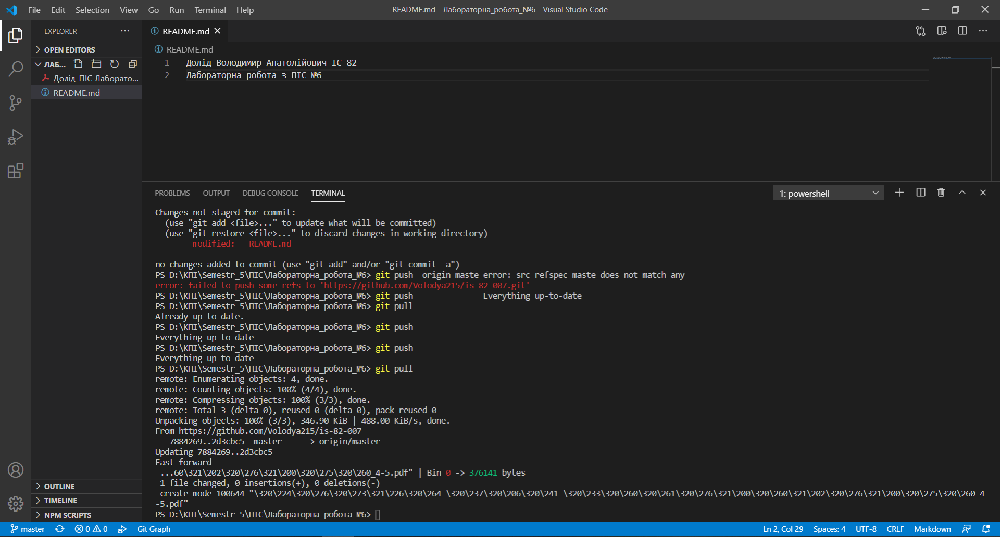 File Edit Selection View Go Run Terminal Help
README.md - Лабораторна_робота_№6 - Visual Studio Code
EXPLORER
OPEN EDITORS
ЛАБ...
Долід_ПІС Лаборато...
README.md
OUTLINE
TIMELINE
NPM SCRIPTS
README.md
README.md
1 Долід Володимир Анатолійович ІС-82
2 Лабораторна робота з ПІС №6
PROBLEMS OUTPUT DEBUG CONSOLE TERMINAL
1: powershell
Changes not staged for commit:
(use "git add <file>..." to update what will be committed)
(use "git restore <file>..." to discard changes in working directory)
modified: README.md
no changes added to commit (use "git add" and/or "git commit -a")
PS D:\КПІ\Semestr_5\ПІС\Лабораторна_робота_№6> git push origin maste error: src refspec maste does not match any
error: failed to push some refs to 'https://github.com/Volodya215/is-82-007.git'
PS D:\КПІ\Semestr_5\ПІС\Лабораторна_робота_№6> git push Everything up-to-date
PS D:\КПІ\Semestr_5\ПІС\Лабораторна_робота_№6> git pull
Already up to date.
PS D:\КПІ\Semestr_5\ПІС\Лабораторна_робота_№6> git push
Everything up-to-date
PS D:\КПІ\Semestr_5\ПІС\Лабораторна_робота_№6> git push
Everything up-to-date
PS D:\КПІ\Semestr_5\ПІС\Лабораторна_робота_№6> git pull
remote: Enumerating objects: 4, done.
remote: Counting objects: 100% (4/4), done.
remote: Compressing objects: 100% (3/3), done.
remote: Total 3 (delta 0), reused 0 (delta 0), pack-reused 0
Unpacking objects: 100% (3/3), 346.90 KiB | 488.00 KiB/s, done.
From https://github.com/Volodya215/is-82-007
7884269..2d3cbc5 master -> origin/master
Updating 7884269..2d3cbc5
Fast-forward
...60\321\202\320\276\321\200\320\275\320\260_4-5.pdf" | Bin 0 -> 376141 bytes
1 file changed, 0 insertions(+), 0 deletions(-)
create mode 100644 "\320\224\320\276\320\273\321\226\320\264_\320\237\320\206\320\241 \320\233\320\260\320\261\320\276\321\200\320\260\321\202\320\276\321\200\320\275\320\260_4
-5.pdf"
PS D:\КПІ\Semestr_5\ПІС\Лабораторна_робота_№6>
master 0 0 Git Graph Ln 2, Col 29 Spaces: 4 UTF-8 CRLF Markdown